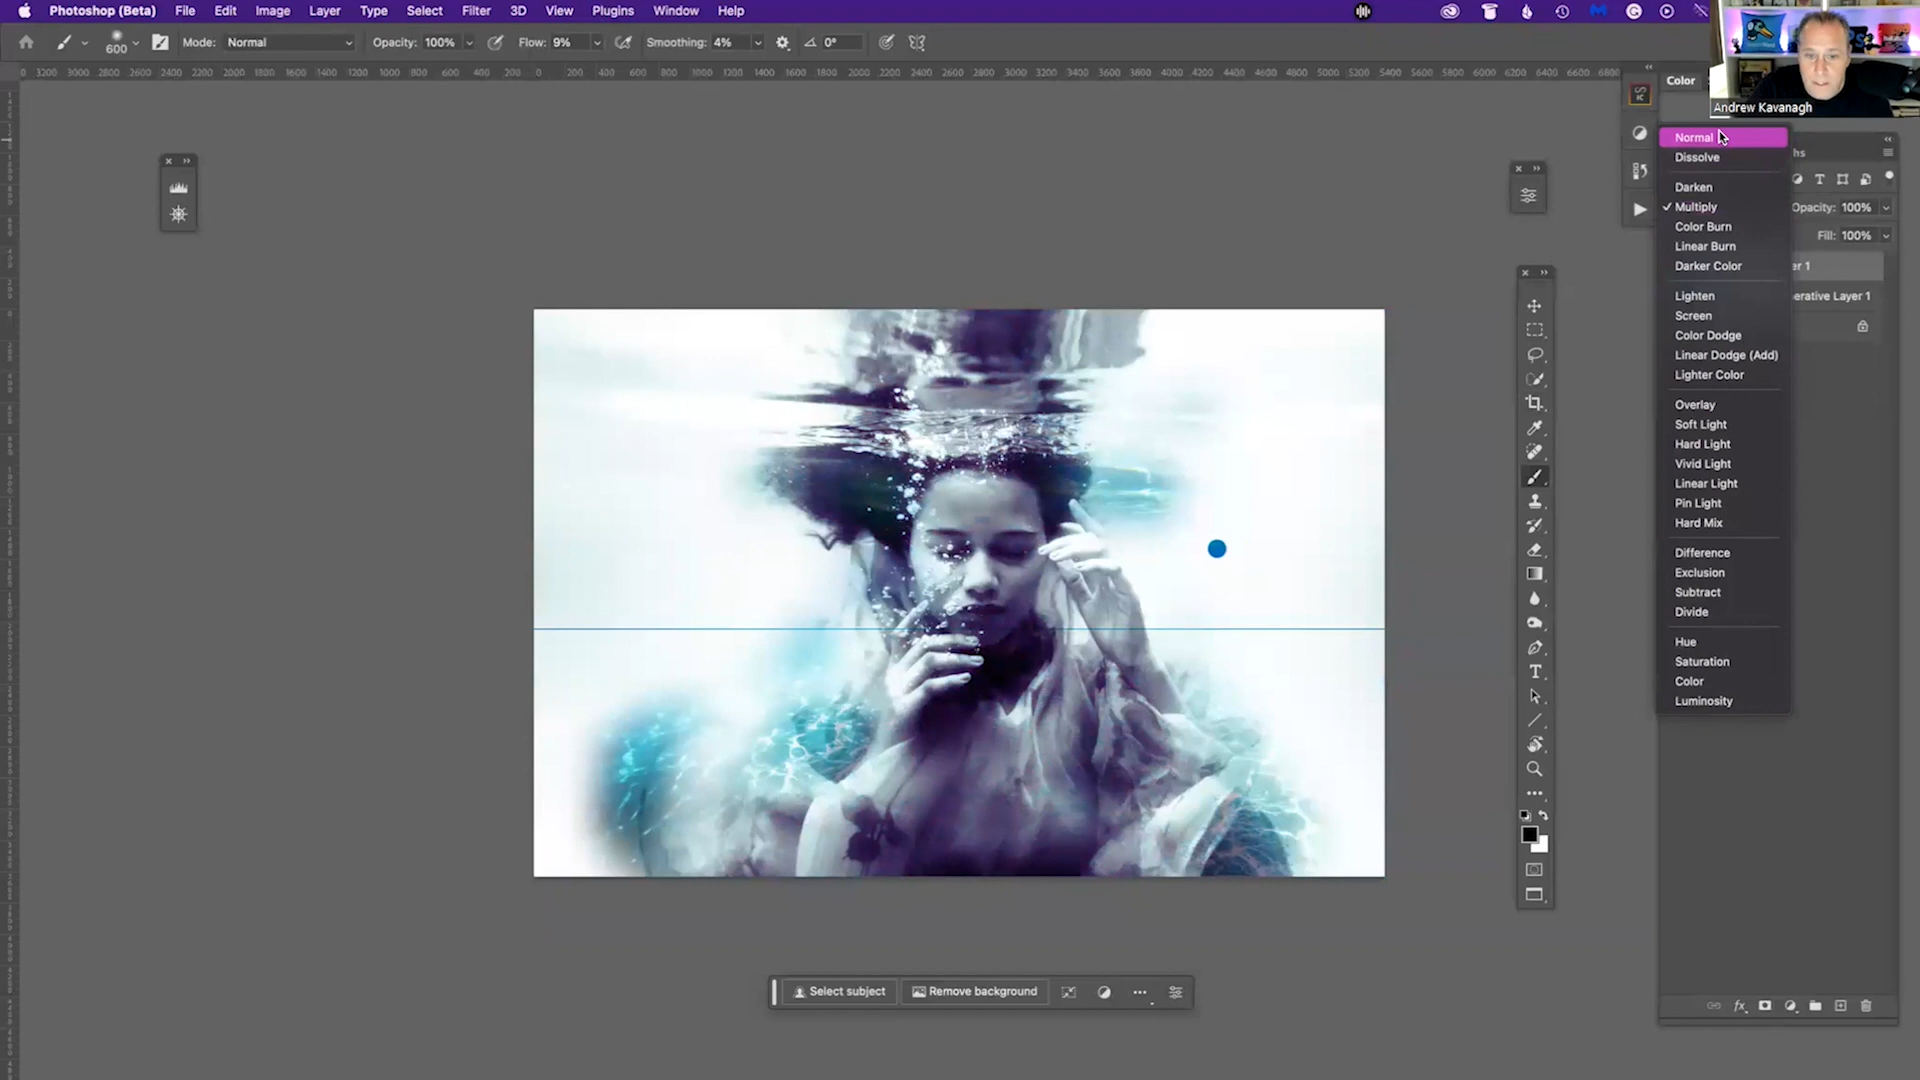 Photoshop (Beta) File Edit Image Layer Type Select Filter 3D View Plugins Window Help
600 Mode: Normal Opacity: 100% Flow: 9% Smoothing: 4% 0°
3200 3000 2800 2600 2400 2200 2000 1800 1600 1400 1200 1000 800 600 400 200 0 200 400 600 800 1000 1200 1400 1600 1800 2000 2200 2400 2600 2800 3000 3200 3400 3600 3800 4000 4200 4400 4600 4800 5000 5200 5400 5600 5800 6000 6200 6400 6600
Color
Andrew Kavanagh
Normal
Dissolve
Darken
Multiply
Color Burn
Linear Burn
Darker Color
Lighten
Screen
Color Dodge
Linear Dodge (Add)
Lighter Color
Overlay
Soft Light
Hard Light
Vivid Light
Linear Light
Pin Light
Hard Mix
Difference
Exclusion
Subtract
Divide
Hue
Saturation
Color
Luminosity
hs
Opacity: 100%
Fill: 100%
er 1
erative Layer 1
Select subject Remove background